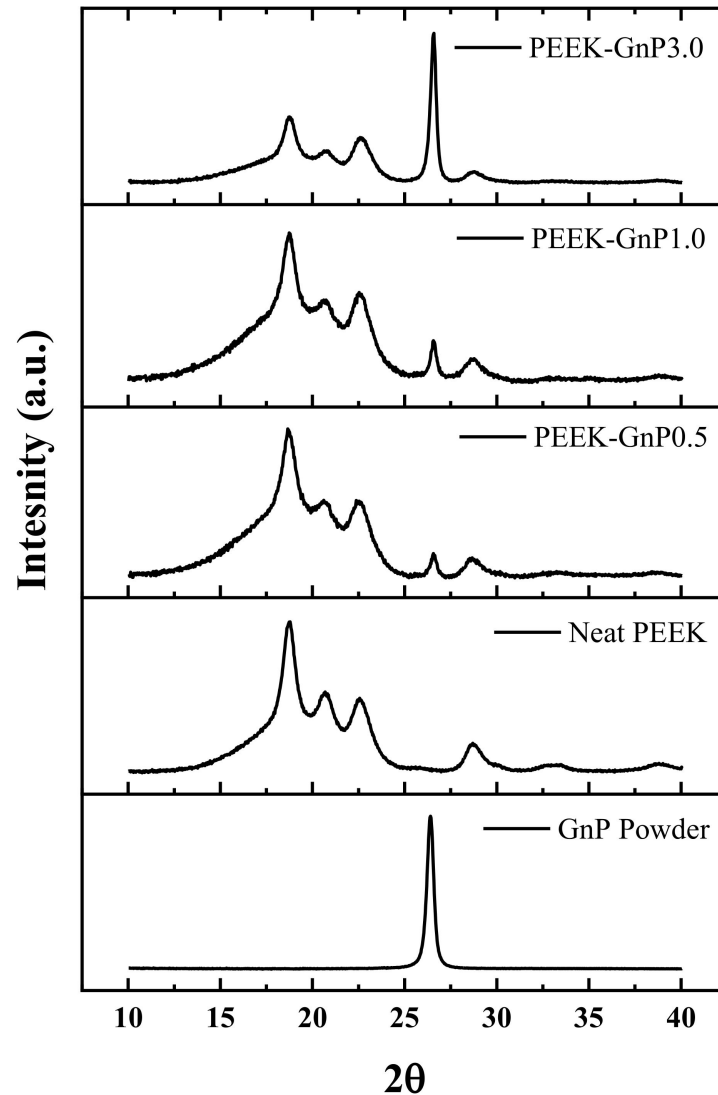 PEEK-GnP3.0
PEEK-GnP1.0
PEEK-GnP0.5
Neat PEEK
GnP Powder
Intesnity (a.u.)
10 15 20 25 30 35 40
2θ